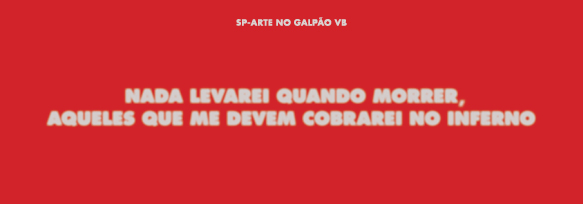 SP-ARTE NO GALPÃO VB
NADA LEVAREI QUANDO MORRER,
AQUELES QUE ME DEVEM COBRAREI NO INFERNO